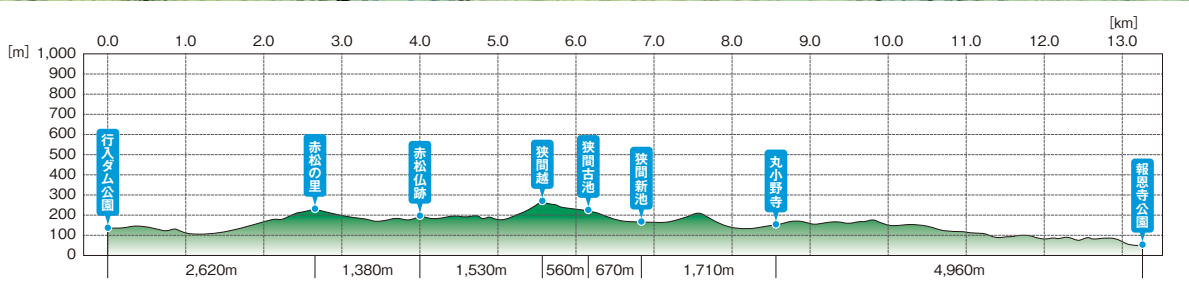 [km]
0.0 1.0 2.0 3.0 4.0 5.0 6.0 7.0 8.0 9.0 10.0 11.0 12.0 13.0
[m] 1,000
900
800
700
600
500
400
300
200
100
0
行入ダム公園
赤松の里
赤松仏跡
狭間越
狭間古池
狭間新池
丸小野寺
報恩寺公園
2,620m 1,380m 1,530m 560m 670m 1,710m 4,960m